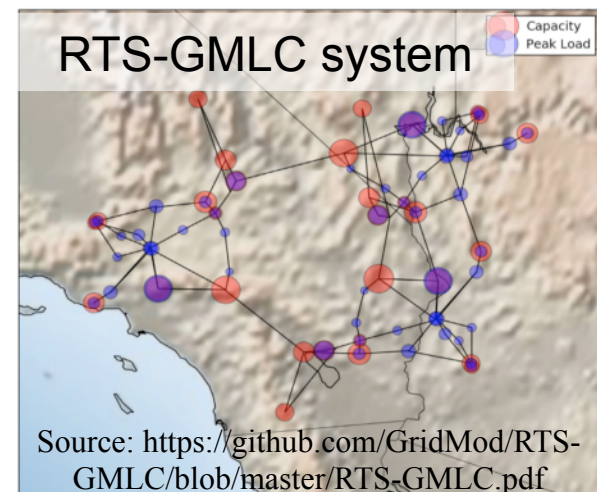 RTS-GMLC system
Capacity
Peak Load
Source: https://github.com/GridMod/RTS-
GMLC/blob/master/RTS-GMLC.pdf